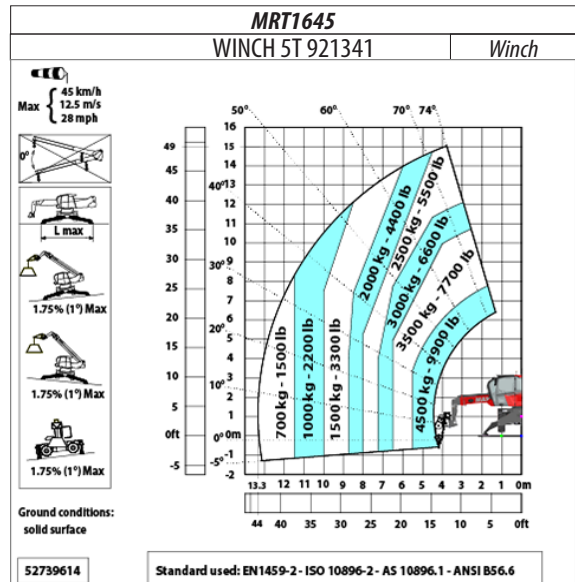 MRT1645
WINCH 5T 921341
Winch
Max { 45 km/h
12.5 m/s
28 mph
0°
L max
1.75% (1°) Max
1.75% (1°) Max
1.75% (1°) Max
Ground conditions:
solid surface
52739614
50° 60° 70° 74°
40°
30°
20°
10°
0°
-5°
49
45
40
35
30
25
20
15
10
5
0ft
-5
16
15
14
13
12
11
10
9
8
7
6
5
4
3
2
1
0m
-1
-2
700 kg - 1500 lb
1000kg - 2200 lb
1500 kg - 3300 lb
2000 kg - 4400 lb
2500 kg - 5500 lb
3000 kg - 6600 lb
3500 kg - 7700 lb
4500 kg - 9900 lb
13.3 12 11 10 9 8 7 6 5 4 3 2 1 0m
44 40 35 30 25 20 15 10 5 0ft
Standard used: EN1459-2 - ISO 10896-2 - AS 10896.1 - ANSI B56.6